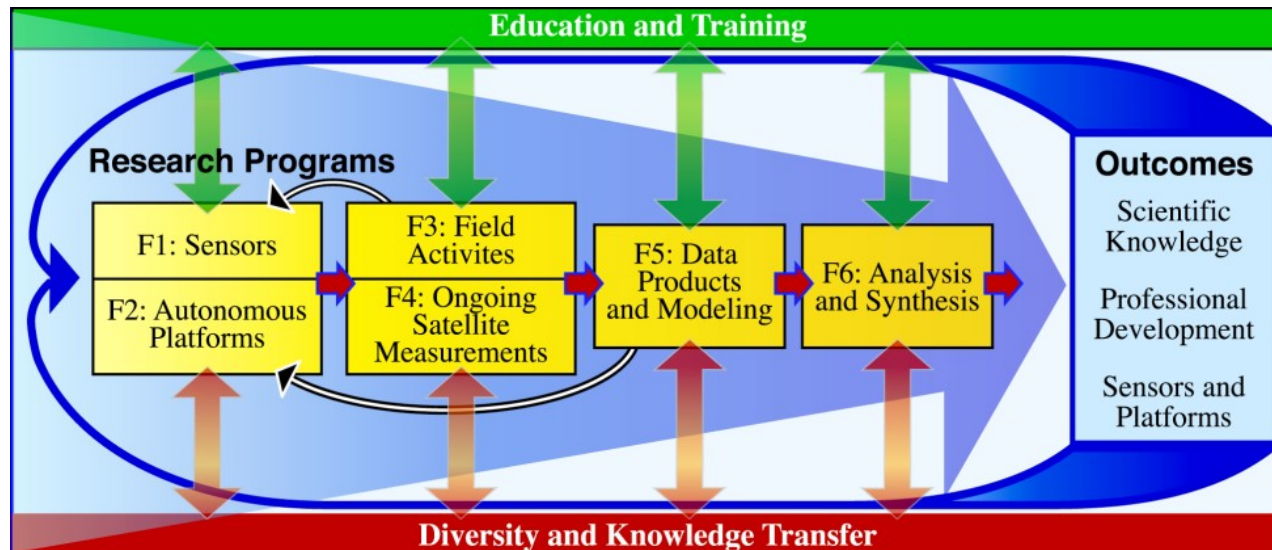 Education and Training
Research Programs
F1: Sensors
F2: Autonomous
Platforms
F3: Field
Activites
F4: Ongoing
Satellite
Measurements
F5: Data
Products
and Modeling
F6: Analysis
and Synthesis
Outcomes
Scientific
Knowledge
Professional
Development
Sensors and
Platforms
Diversity and Knowledge Transfer